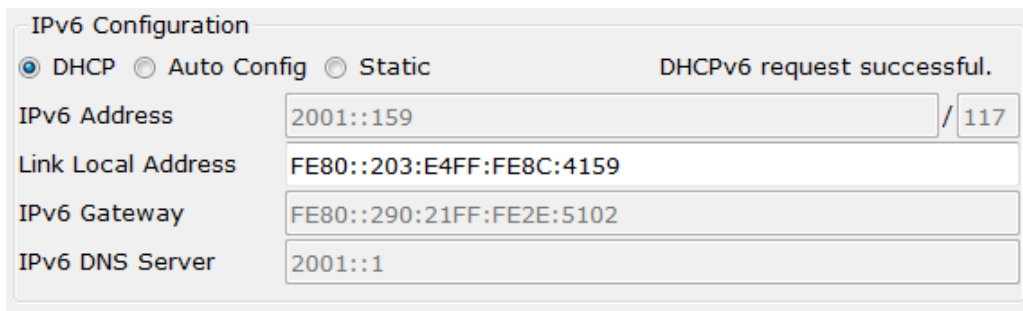 IPv6 Configuration
DHCP Auto Config Static DHCPv6 request successful.
IPv6 Address 2001::159 / 117
Link Local Address FE80::203:E4FF:FE8C:4159
IPv6 Gateway FE80::290:21FF:FE2E:5102
IPv6 DNS Server 2001::1